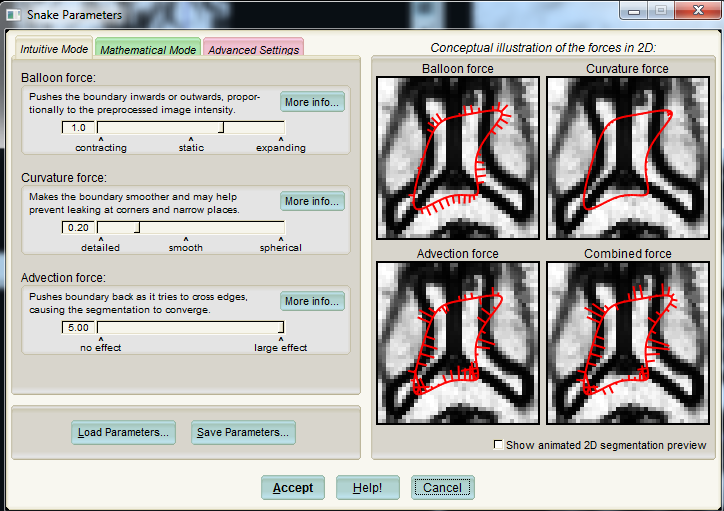 Snake Parameters
Intuitive Mode
Mathematical Mode
Advanced Settings
Balloon force:
Pushes the boundary inwards or outwards, propor-
tionally to the preprocessed image intensity.
More info...
1.0
contracting
static
expanding
Curvature force:
Makes the boundary smoother and may help
prevent leaking at corners and narrow places.
More info...
0.20
detailed
smooth
spherical
Advection force:
Pushes boundary back as it tries to cross edges,
causing the segmentation to converge.
More info...
5.00
no effect
large effect
Load Parameters...
Save Parameters...
Conceptual illustration of the forces in 2D:
Balloon force
Curvature force
Advection force
Combined force
Show animated 2D segmentation preview
Accept
Help!
Cancel